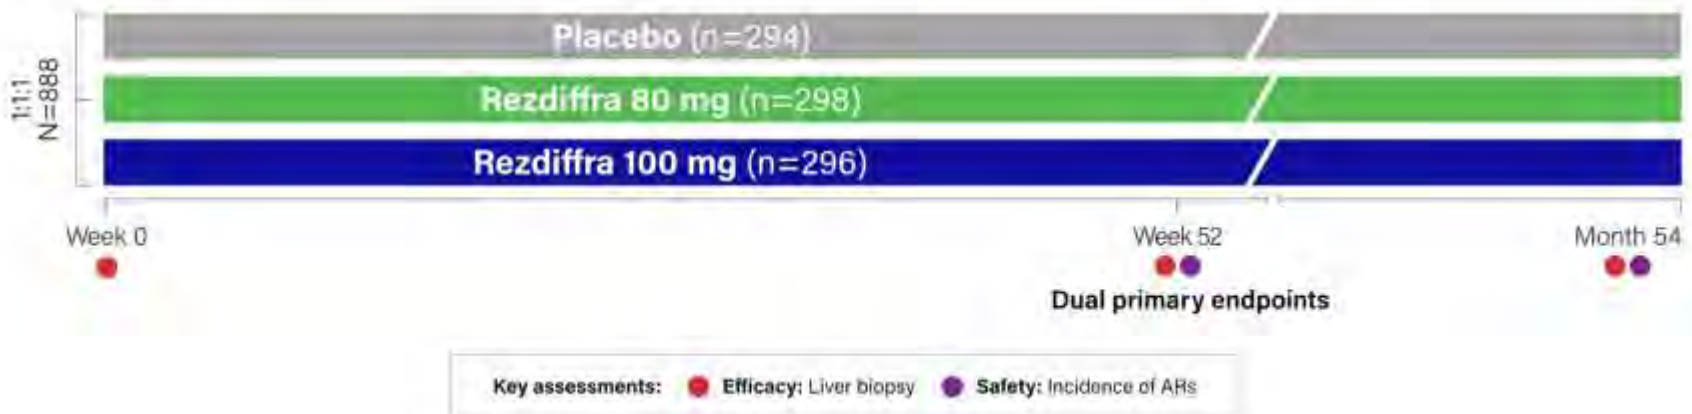 1:1:1
N=888
Placebo (n=294)
Rezdiffra 80 mg (n=298)
Rezdiffra 100 mg (n=296)
Week 0
Week 52
Month 54
Dual primary endpoints
Key assessments: Efficacy: Liver biopsy Safety: Incidence of ARs